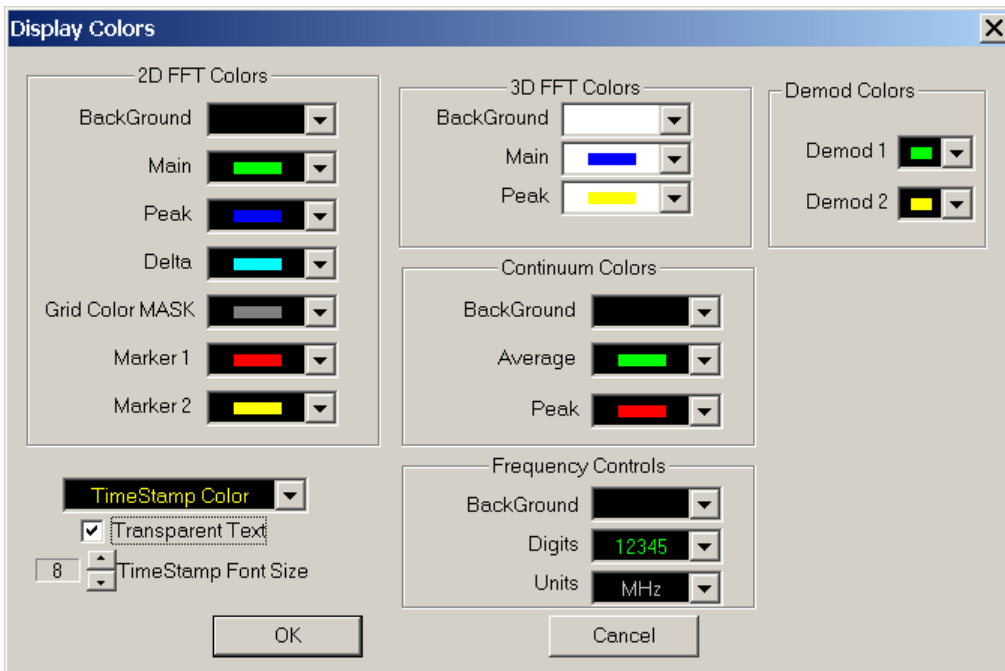 Display Colors
2D FFT Colors
BackGround
Main
Peak
Delta
Grid Color MASK
Marker 1
Marker 2
TimeStamp Color
Transparent Text
8 TimeStamp Font Size
3D FFT Colors
BackGround
Main
Peak
Continuum Colors
BackGround
Average
Peak
Frequency Controls
BackGround
Digits 12345
Units MHz
Demod Colors
Demod 1
Demod 2
OK
Cancel